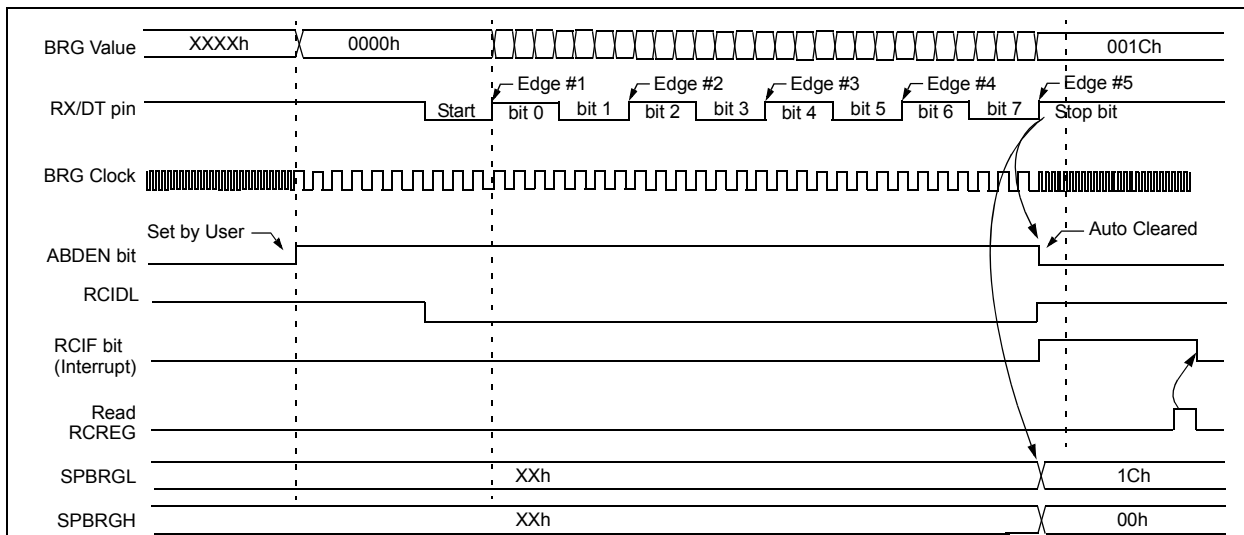 BRG Value XXXXh 0000h 001Ch
Edge #1 Edge #2 Edge #3 Edge #4 Edge #5
RX/DT pin Start bit 0 bit 1 bit 2 bit 3 bit 4 bit 5 bit 6 bit 7 Stop bit
BRG Clock
Set by User Auto Cleared
ABDEN bit
RCIDL
RCIF bit
(Interrupt)
Read
RCREG
SPBRGL XXh 1Ch
SPBRGH XXh 00h